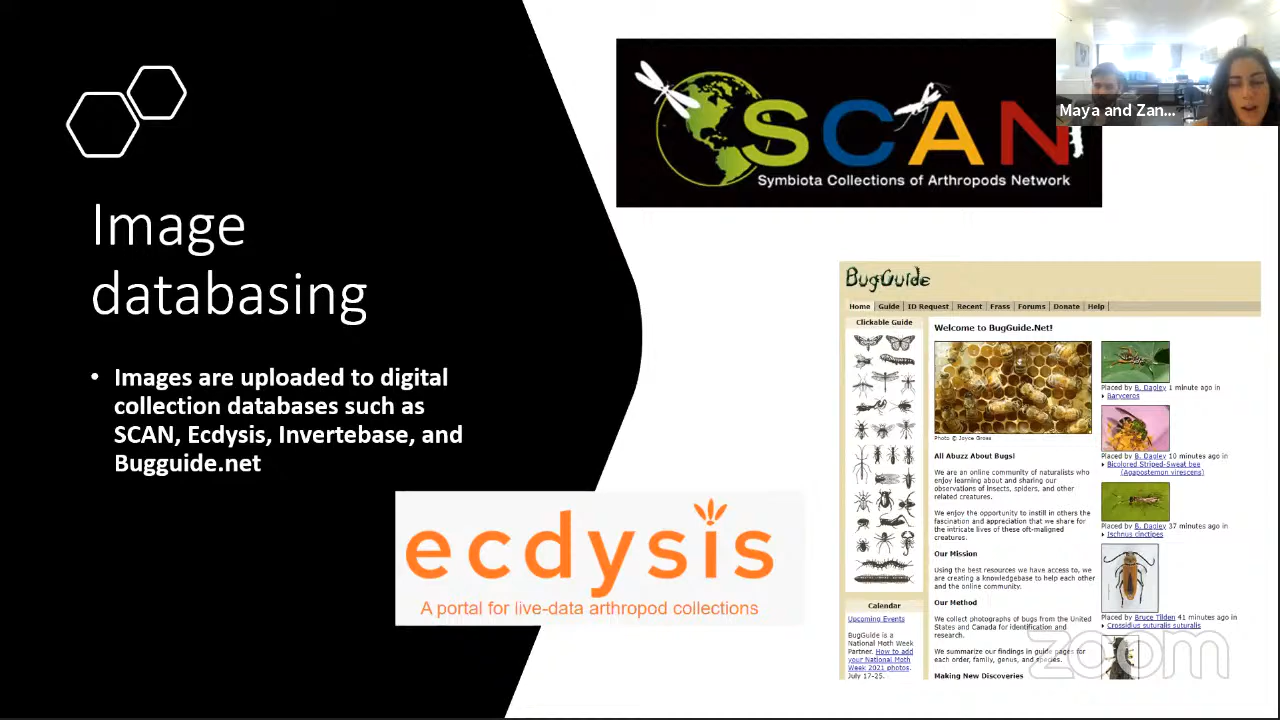 Image
databasing
• Images are uploaded to digital
collection databases such as
SCAN, Ecdysis, Invertebase, and
Bugguide.net
SCAN
Symbiota Collections of Arthropods Network
Maya and Zan...
ecdysis
A portal for live-data arthropod collections
BugGuide
Home Guide ID Request Recent Frass Forums Donate Help
Clickable Guide
Calendar
Upcoming Events
BugGuide is a
National Moth Week
Partner. How to add
your National Moth
Week 2021 photos.
July 17-25.
Welcome to BugGuide.Net!
Photo © Joyce Gross
All Abuzz About Bugs!
We are an online community of naturalists who
enjoy learning about and sharing our
observations of insects, spiders, and other
related creatures.
We enjoy the opportunity to instill in others the
fascination and appreciation that we share for
the intricate lives of these oft-maligned
creatures.
Our Mission
Using the best resources we have access to, we
are creating a knowledgebase to help each other
and the online community.
Our Method
We collect photographs of bugs from the United
States and Canada for identification and
research.
We summarize our findings in guide pages for
each order, family, genus, and species.
Making New Discoveries
Placed by B. Dagley 1 minute ago in
Baryceros
Placed by B. Dagley 10 minutes ago in
Bicolored Striped-Sweat bee
(Agapostemon virescens)
Placed by B. Dagley 37 minutes ago in
Ischnus cinctipes
Placed by Bruce Tilden 41 minutes ago in
Crossidius suturalis suturalis
zoom